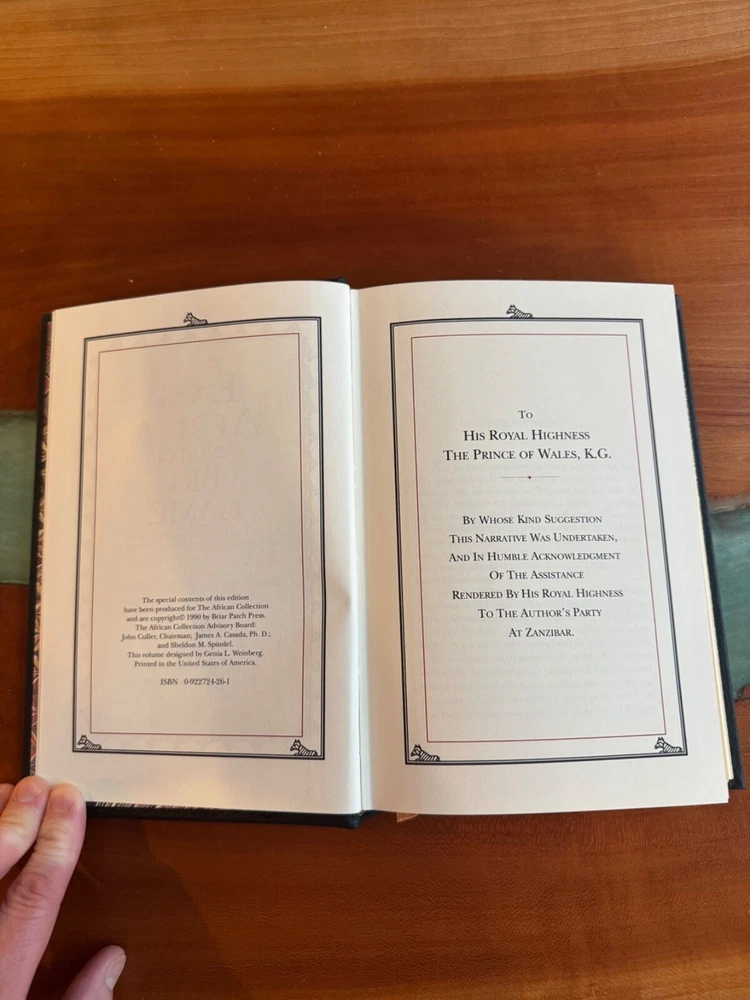 The special contents of this edition
have been produced for The African Collection
and are copyright© 1990 by Briar Patch Press.
The African Collection Advisory Board:
John Culler, Chairman; James A. Casada, Ph. D.;
and Sheldon M. Spindel.
This volume designed by Genia L. Weinberg.
Printed in the United States of America.
ISBN 0-922724-26-1
To
His Royal Highness
The Prince of Wales, K.G.
By Whose Kind Suggestion
This Narrative Was Undertaken,
And In Humble Acknowledgment
Of The Assistance
Rendered By His Royal Highness
To The Author's Party
At Zanzibar.